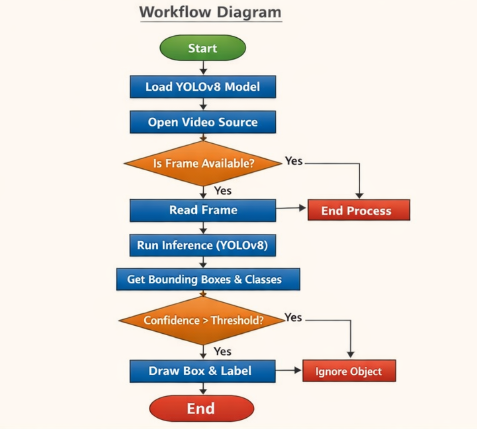 Workflow Diagram
Start
Load YOLOv8 Model
Open Video Source
Is Frame Available?
Yes
Yes
Read Frame
End Process
Run Inference (YOLOv8)
Get Bounding Boxes & Classes
Confidence > Threshold?
Yes
Yes
Draw Box & Label
Ignore Object
End